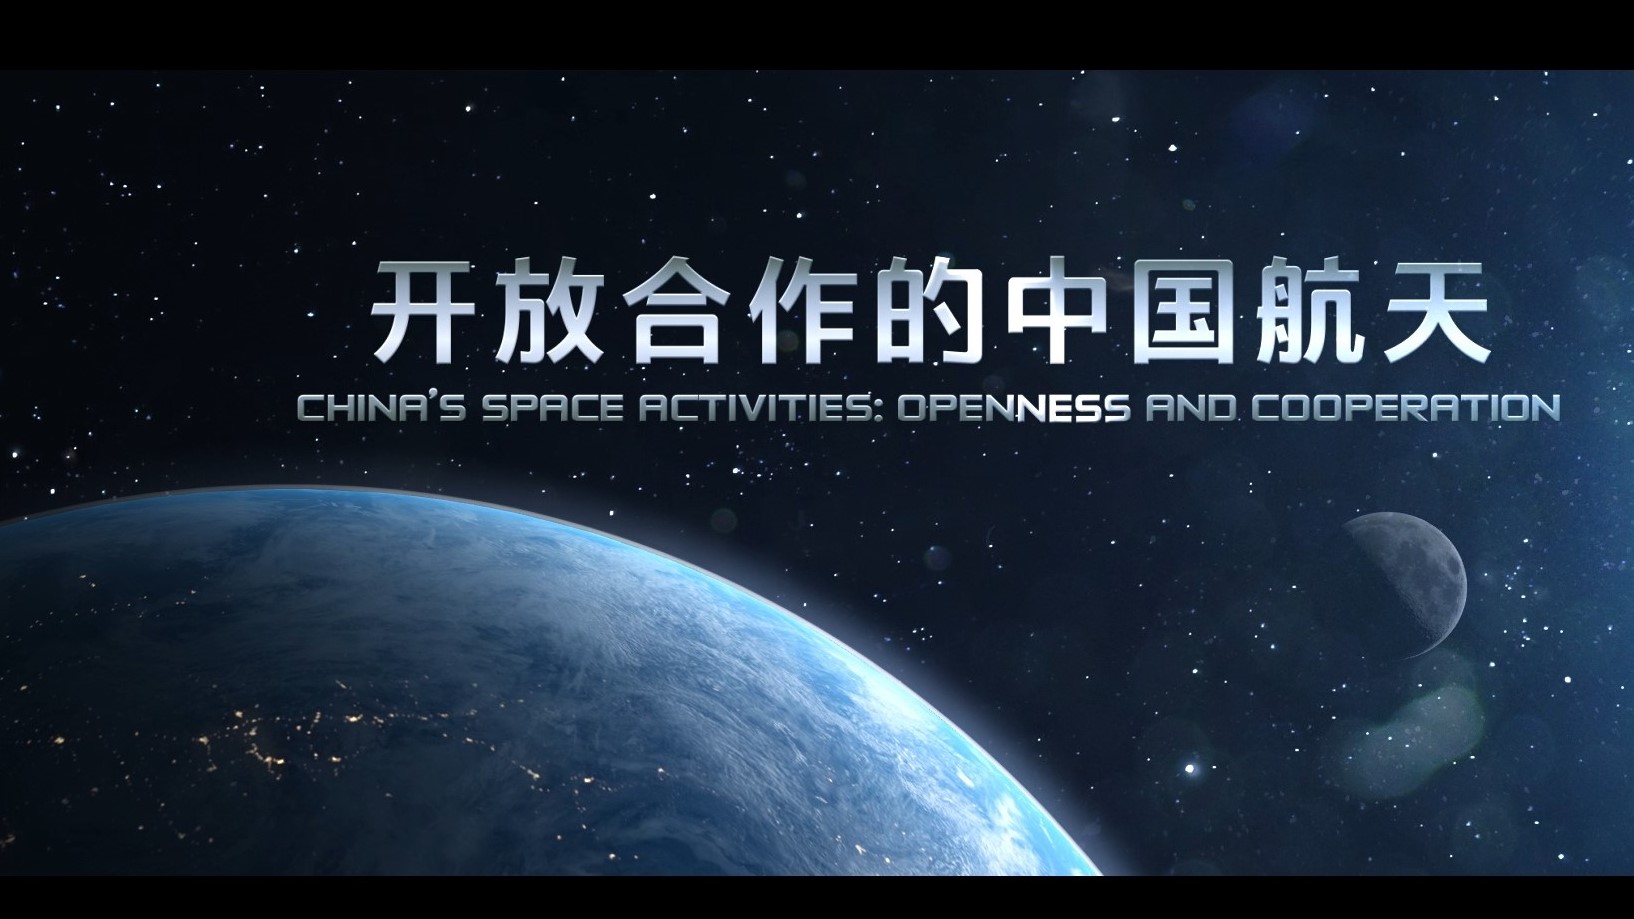 开放合作的中国航天
CHINA'S SPACE ACTIVITIES: OPENNESS AND COOPERATION